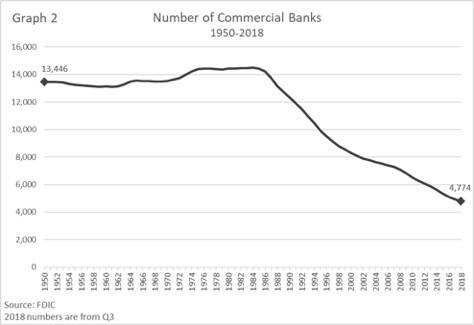 Graph 2
Number of Commercial Banks
1950-2018
16,000
14,000
12,000
10,000
8,000
6,000
4,000
2,000
0
13,446
4,774
1950 1952 1954 1956 1958 1960 1962 1964 1966 1968 1970 1972 1974 1976 1978 1980 1982 1984 1986 1988 1990 1992 1994 1996 1998 2000 2002 2004 2006 2008 2010 2012 2014 2016 2018
Source: FDIC
2018 numbers are from Q3